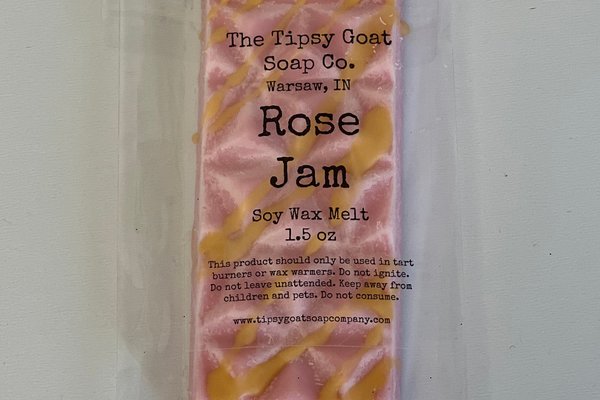 The Tipsy Goat
Soap Co.
Warsaw, IN
Rose
Jam
Soy Wax Melt
1.5 oz
This product should only be used in tart
burners or wax warmers. Do not ignite.
Do not leave unattended. Keep away from
children and pets. Do not consume.
www.tipsygoatsoapcompany.com